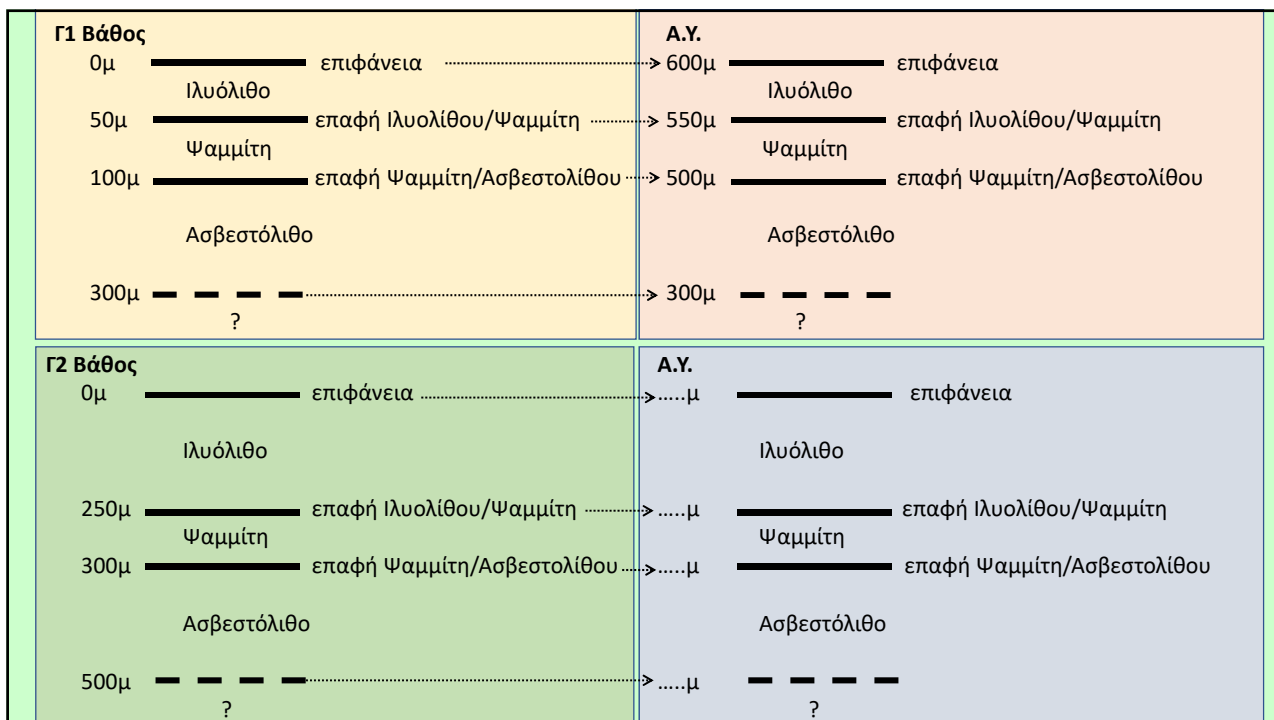 Γ1 Βάθος Α.Υ.
0μ επιφάνεια 600μ επιφάνεια
Ιλυόλιθο Ιλυόλιθο
50μ επαφή Ιλυολίθου/Ψαμμίτη 550μ επαφή Ιλυολίθου/Ψαμμίτη
Ψαμμίτη Ψαμμίτη
100μ επαφή Ψαμμίτη/Ασβεστολίθου 500μ επαφή Ψαμμίτη/Ασβεστολίθου
Ασβεστόλιθο Ασβεστόλιθο
300μ 300μ
? ?
Γ2 Βάθος Α.Υ.
0μ επιφάνεια .....μ επιφάνεια
Ιλυόλιθο Ιλυόλιθο
250μ επαφή Ιλυολίθου/Ψαμμίτη .....μ επαφή Ιλυολίθου/Ψαμμίτη
Ψαμμίτη Ψαμμίτη
300μ επαφή Ψαμμίτη/Ασβεστολίθου .....μ επαφή Ψαμμίτη/Ασβεστολίθου
Ασβεστόλιθο Ασβεστόλιθο
500μ .....μ
? ?